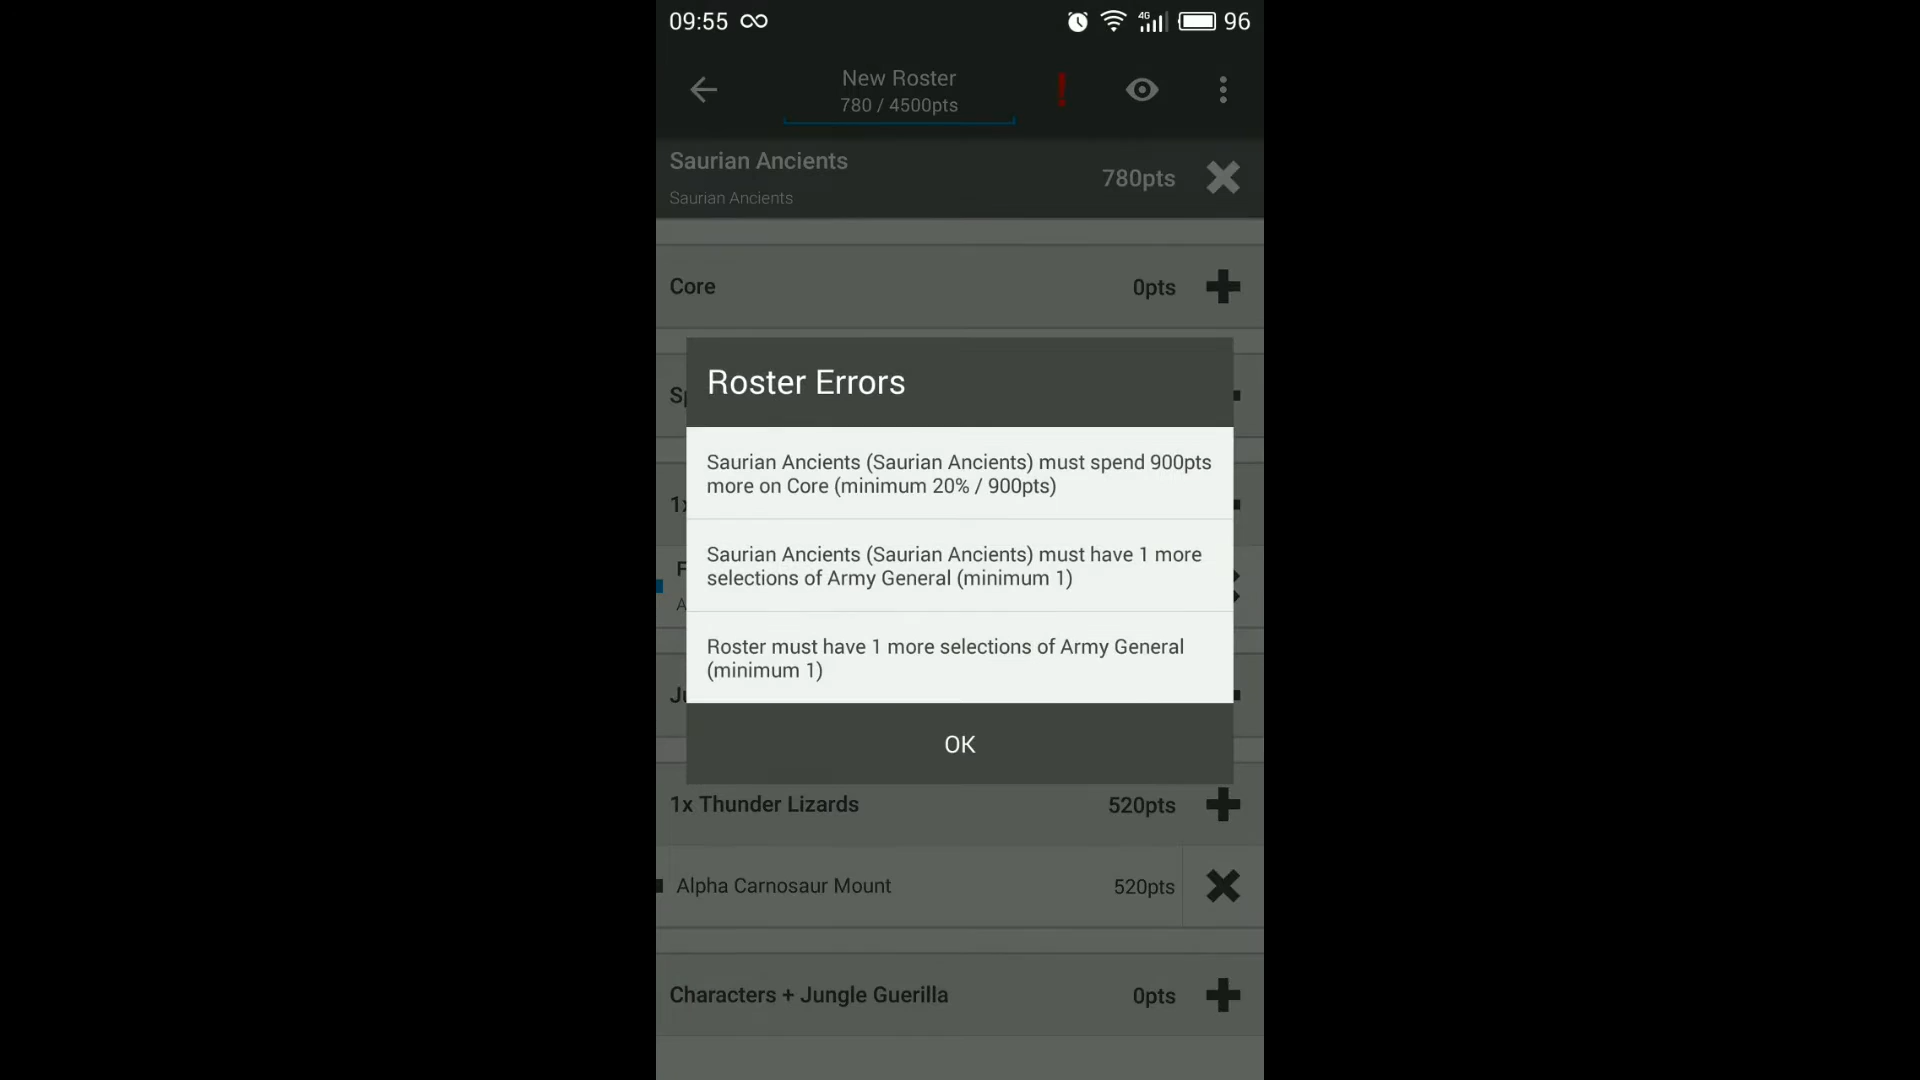 09:55
4G
96
New Roster
780 / 4500pts
!
Saurian Ancients
780pts
Saurian Ancients
Core
0pts
Roster Errors
Saurian Ancients (Saurian Ancients) must spend 900pts
more on Core (minimum 20% / 900pts)
Saurian Ancients (Saurian Ancients) must have 1 more
selections of Army General (minimum 1)
Roster must have 1 more selections of Army General
(minimum 1)
OK
1x Thunder Lizards
520pts
Alpha Carnosaur Mount
520pts
Characters + Jungle Guerilla
0pts